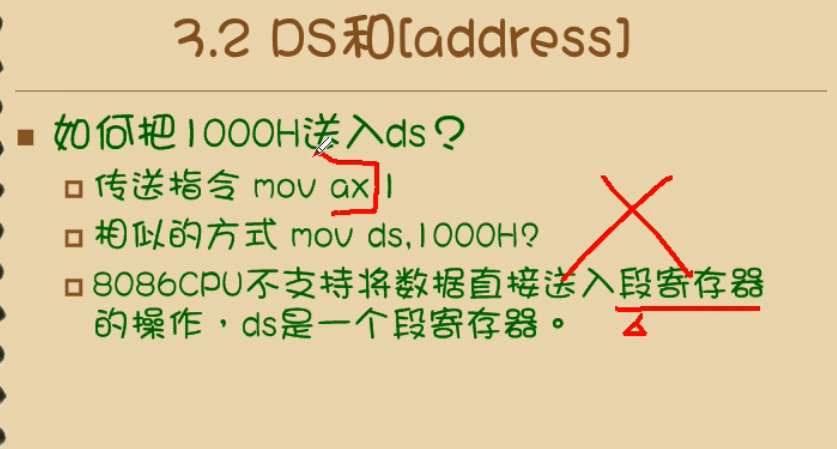 3.2 DS和[address]
如何把1000H送入ds？
传送指令 mov ax,1
相似的方式 mov ds,1000H?
8086CPU不支持将数据直接送入段寄存器
的操作，ds是一个段寄存器。